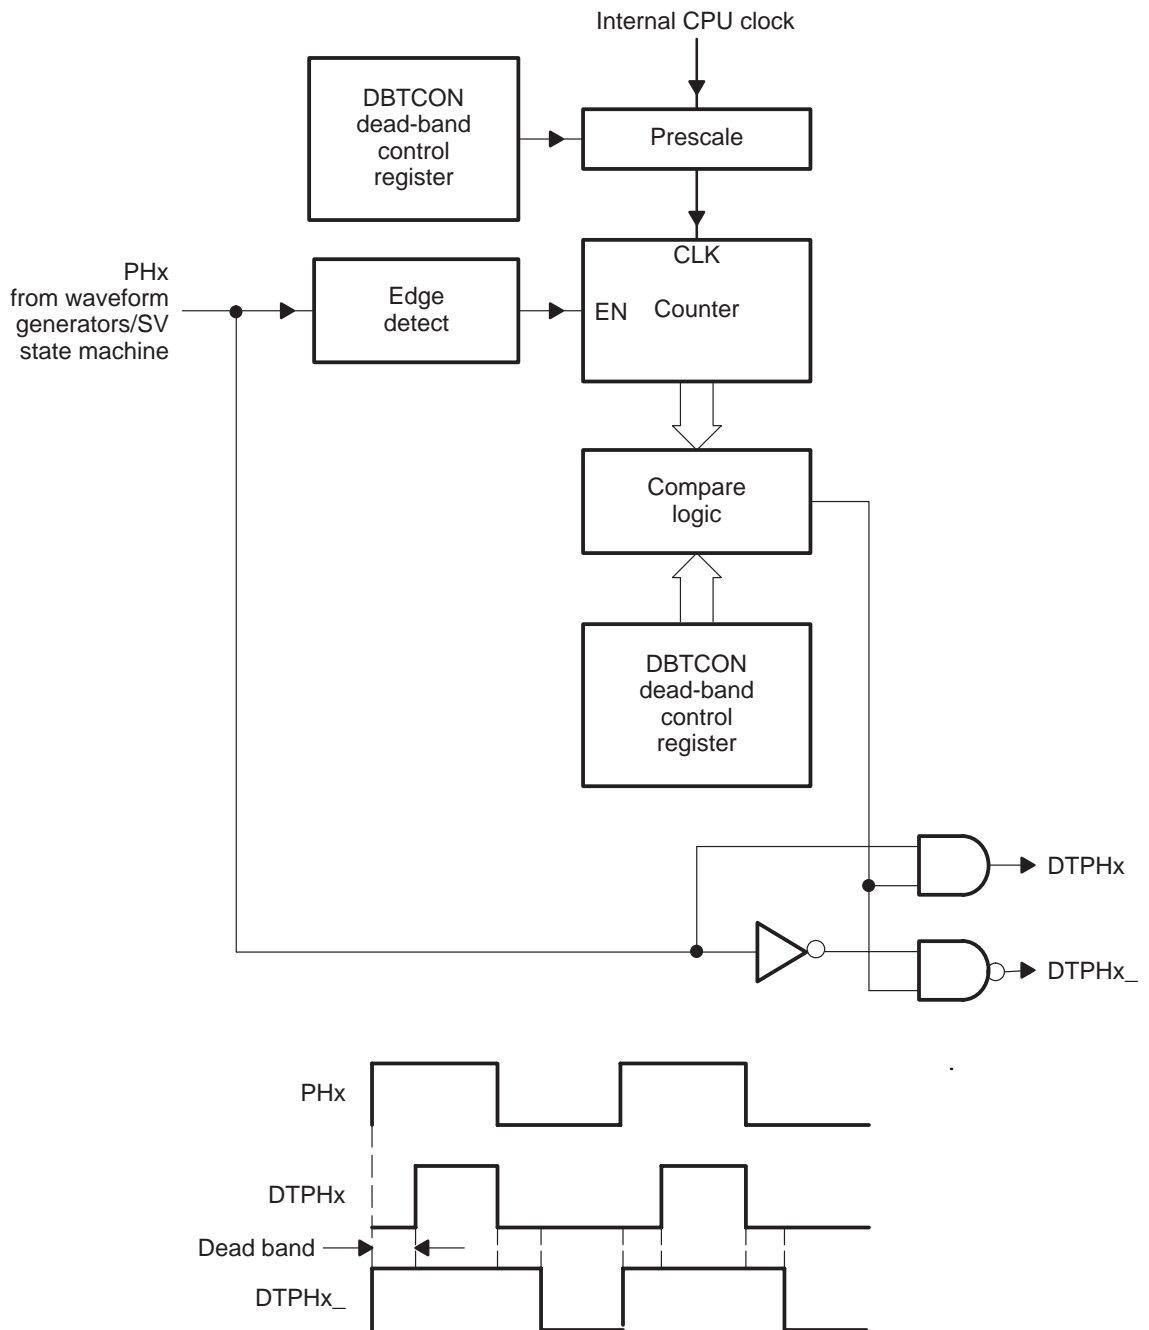 Internal CPU clock
DBTCON
dead-band
control
register
Prescale
PHx
from waveform
generators/SV
state machine
Edge
detect
CLK
EN
Counter
Compare
logic
DBTCON
dead-band
control
register
DTPHx
DTPHx_
PHx
DTPHx
Dead band
DTPHx_